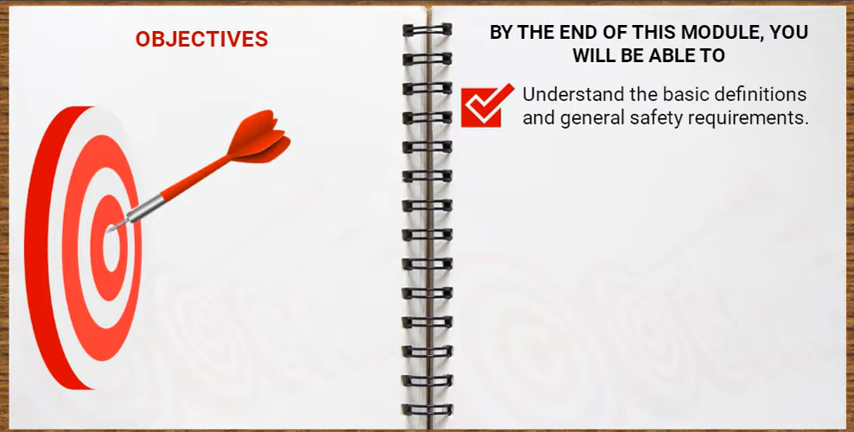 OBJECTIVES
BY THE END OF THIS MODULE, YOU
WILL BE ABLE TO
Understand the basic definitions
and general safety requirements.